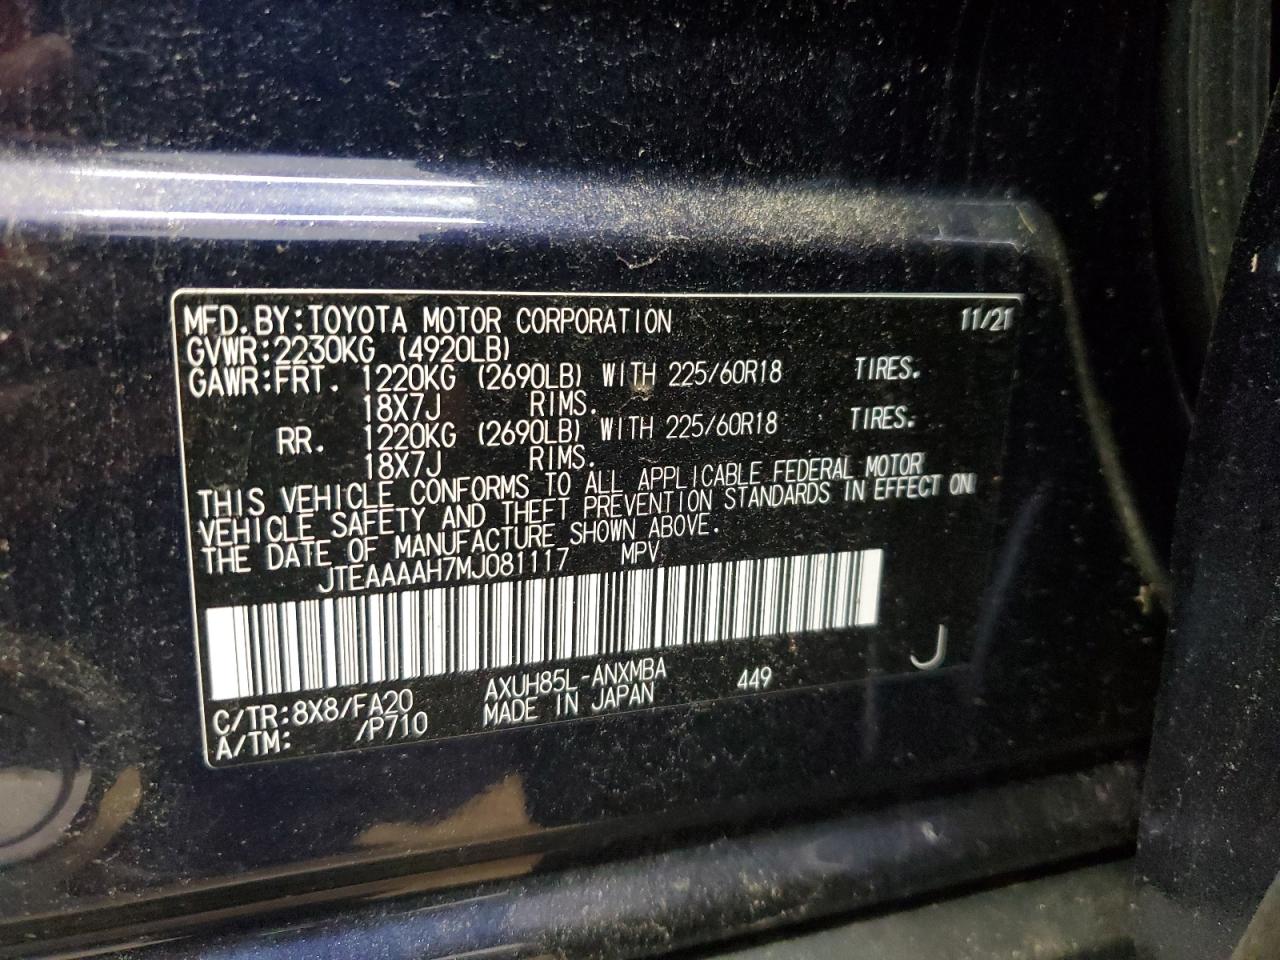 MFD.BY:TOYOTA MOTOR CORPORATION 11/21
GVWR:2230KG (4920LB)
GAWR:FRT. 1220KG (2690LB) WITH 225/60R18 TIRES.
18X7J RIMS.
RR. 1220KG (2690LB) WITH 225/60R18 TIRES.
18X7J RIMS.
THIS VEHICLE CONFORMS TO ALL APPLICABLE FEDERAL MOTOR
VEHICLE SAFETY AND THEFT PREVENTION STANDARDS IN EFFECT ON
THE DATE OF MANUFACTURE SHOWN ABOVE.
JTEAAAAH7MJ081117 MPV
J
C/TR:8X8/FA20 AXUH85L-ANXMBA 449
A/TM: /P710 MADE IN JAPAN